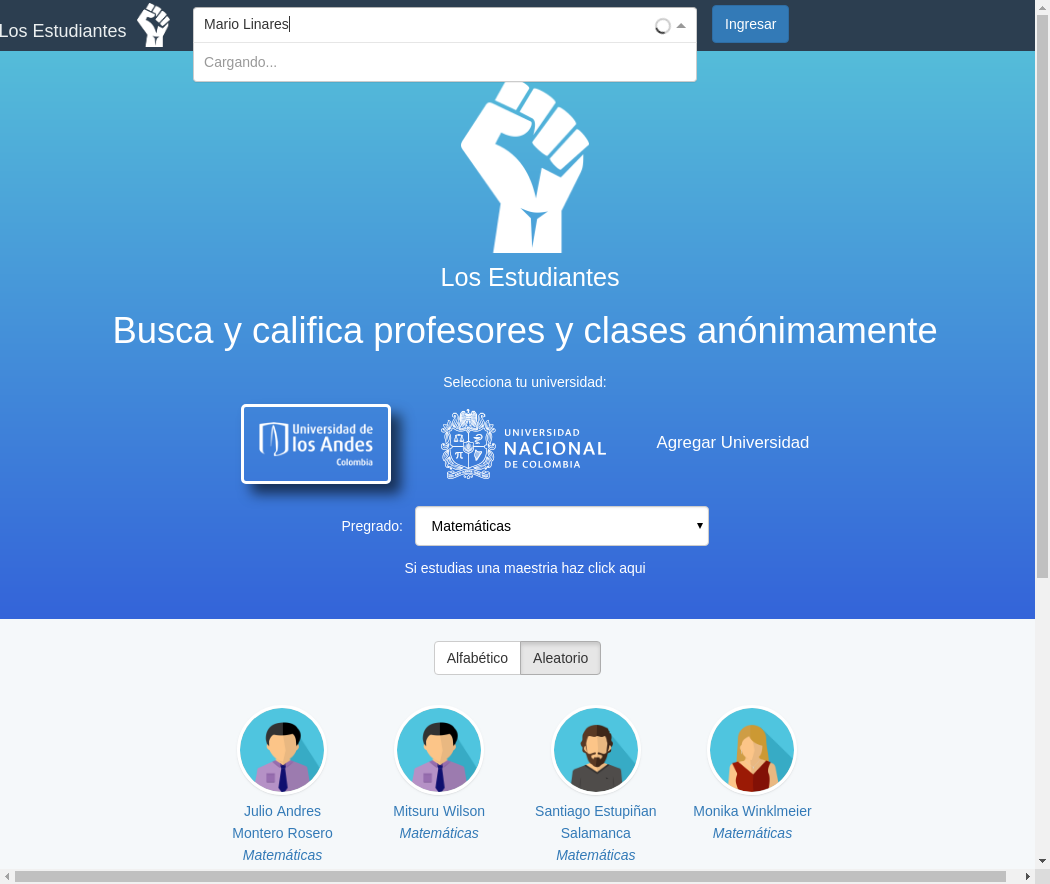 Los Estudiantes
Mario Linares
Ingresar
Cargando...
Los Estudiantes
Busca y califica profesores y clases anónimamente
Selecciona tu universidad:
Universidad de
los Andes
Colombia
UNIVERSIDAD
NACIONAL
DE COLOMBIA
Agregar Universidad
Pregrado:
Matemáticas
Si estudias una maestria haz click aqui
Alfabético
Aleatorio
Julio Andres
Montero Rosero
Matemáticas
Mitsuru Wilson
Matemáticas
Santiago Estupiñan
Salamanca
Matemáticas
Monika Winklmeier
Matemáticas